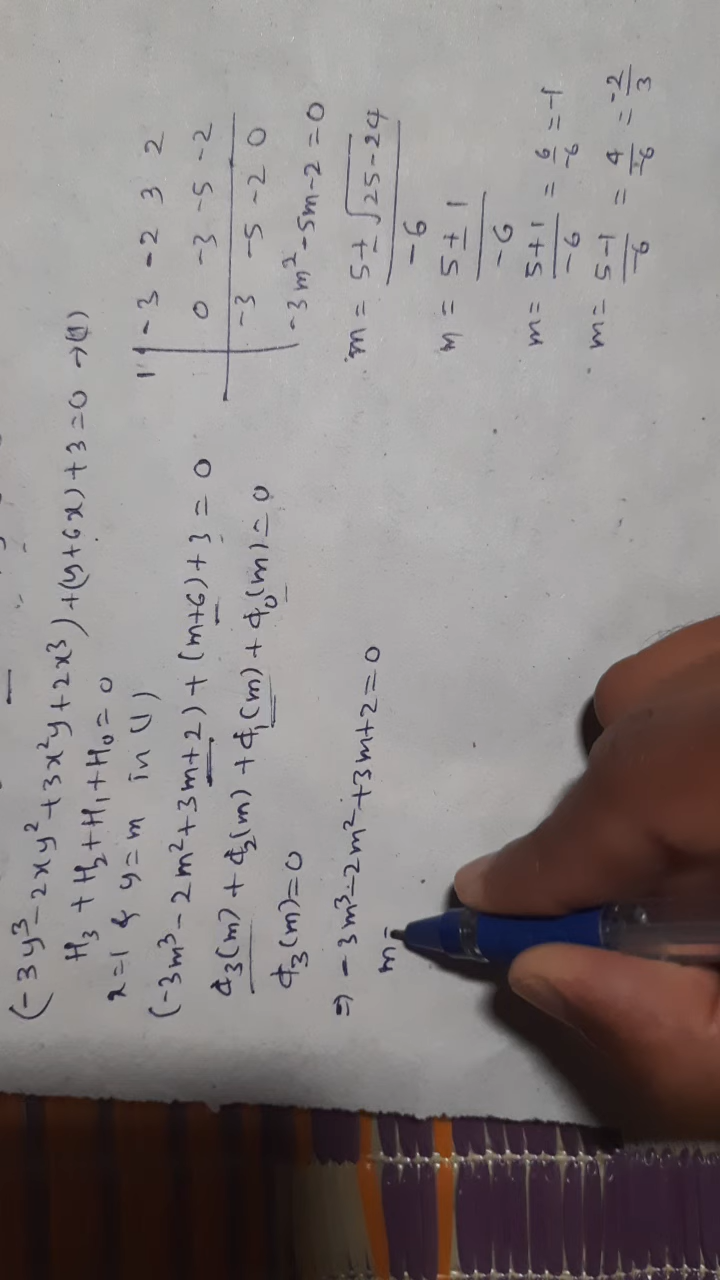 (-3y³-2xy²+3x²y+2x³)+(y+6x)+3=0 →(1)
H₃+H₂+H₁+H₀=0
x=1 & y=m in (1)
(-3m³-2m²+3m+2)+(m+6)+3=0
ϕ₃(m)+ϕ₂(m)+ϕ₁(m)+ϕ₀(m)=0
ϕ₃(m)=0
⇒ -3m³-2m²+3m+2=0
m=
1 | -3 -2 3 2
0 -3 -5 -2
-3 -5 -2 0
-3m²-5m-2=0
m = 5±√25-24 / -6
m = 5±1 / -6
m = 5+1 / -6 = 6 / -6 = -1
m = 5-1 / -6 = 4 / -6 = -2 / 3